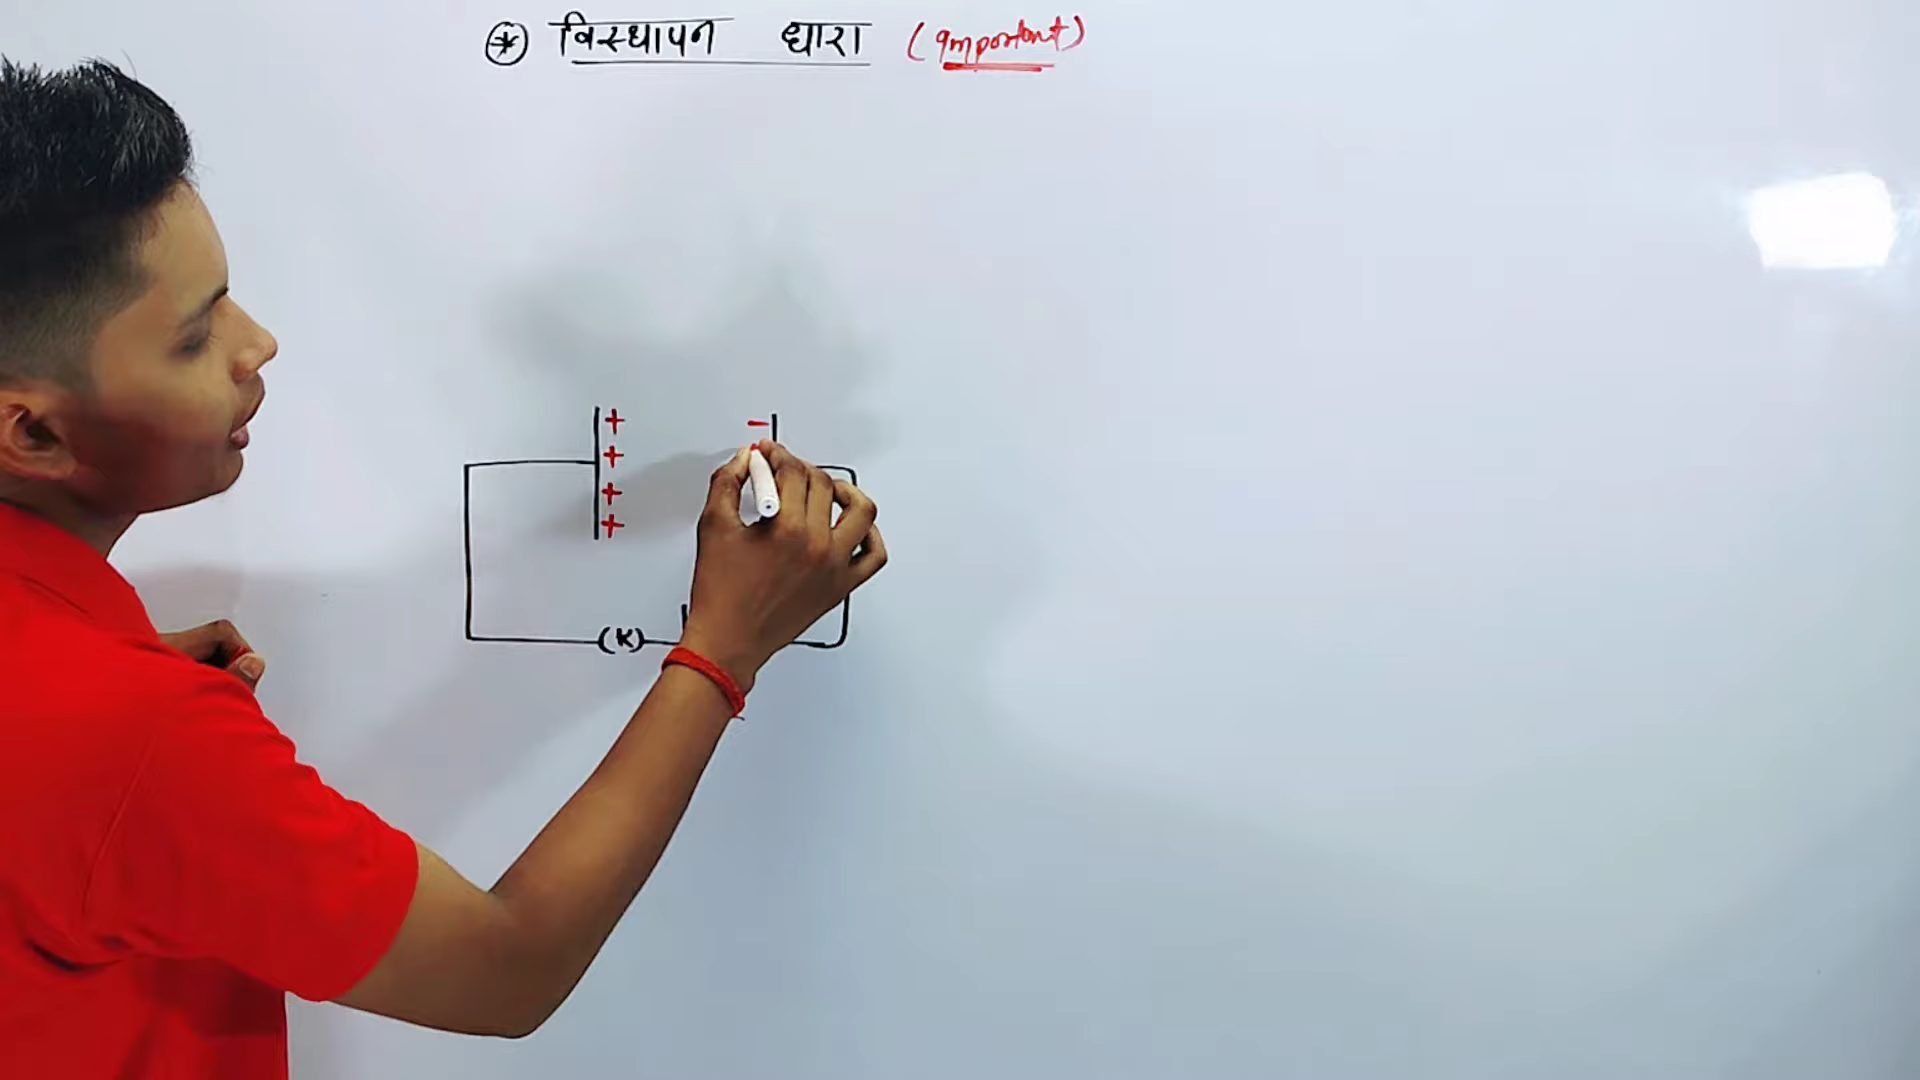 * विस्थापन धारा (Important)
+ -
+
+
+
(K)